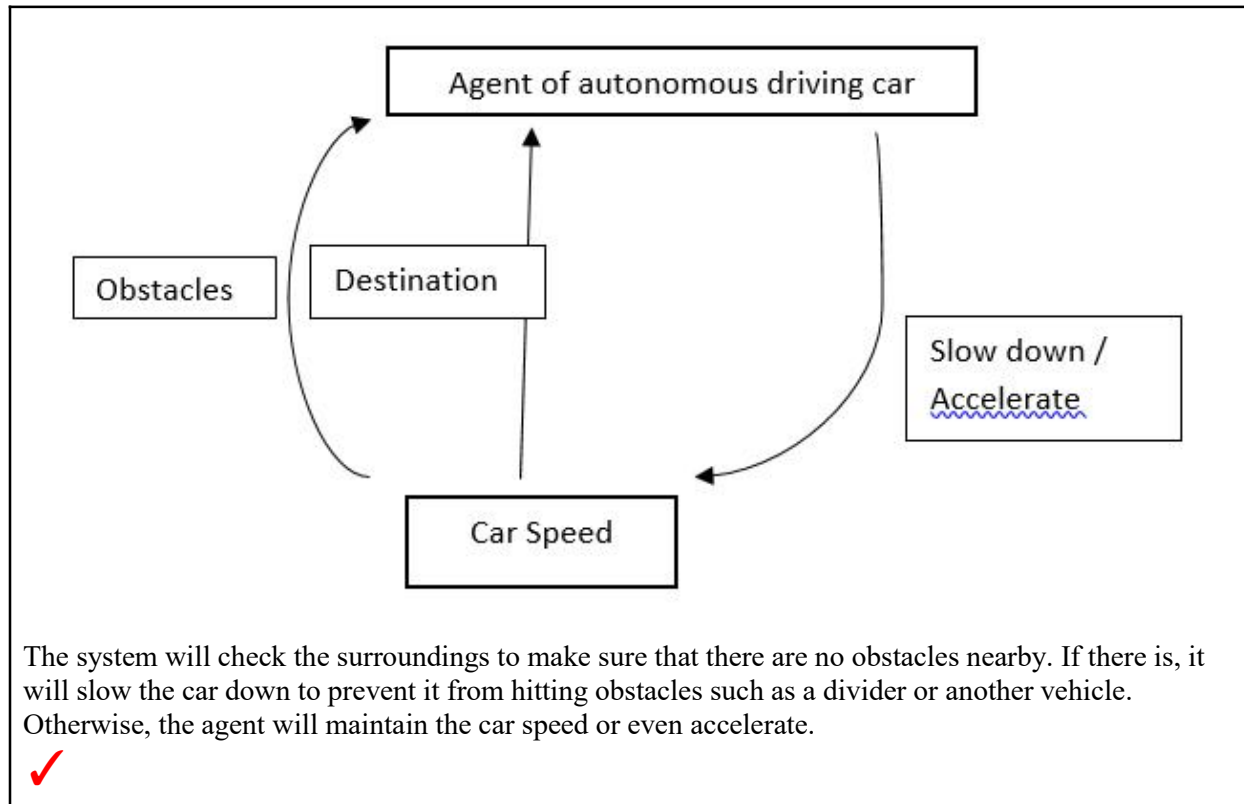 Agent of autonomous driving car
Obstacles
Destination
Slow down /
Accelerate
Car Speed
The system will check the surroundings to make sure that there are no obstacles nearby. If there is, it
will slow the car down to prevent it from hitting obstacles such as a divider or another vehicle.
Otherwise, the agent will maintain the car speed or even accelerate.